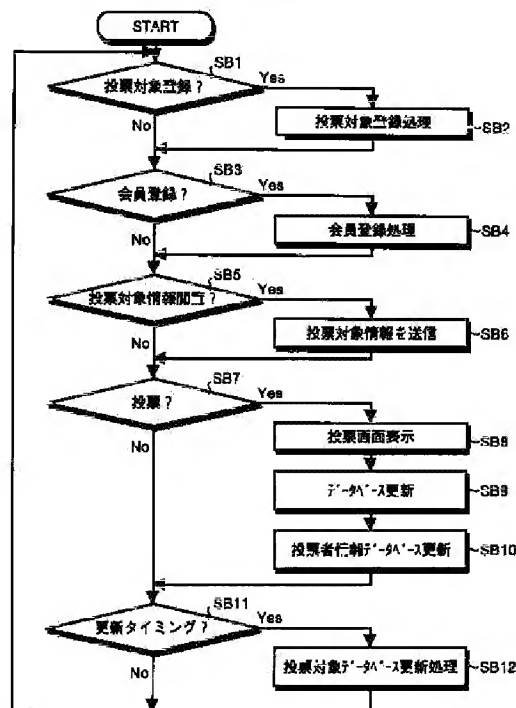 START
SB1
投票対象登録?
Yes
No
投票対象登録処理
SB2
SB3
会員登録?
Yes
No
会員登録処理
SB4
SB5
投票対象情報閲覧?
Yes
No
投票対象情報を送信
SB6
SB7
投票?
Yes
No
投票画面表示
SB8
データベース更新
SB9
投票者情報データベース更新
SB10
SB11
更新タイミング?
Yes
No
投票対象データベース更新処理
SB12